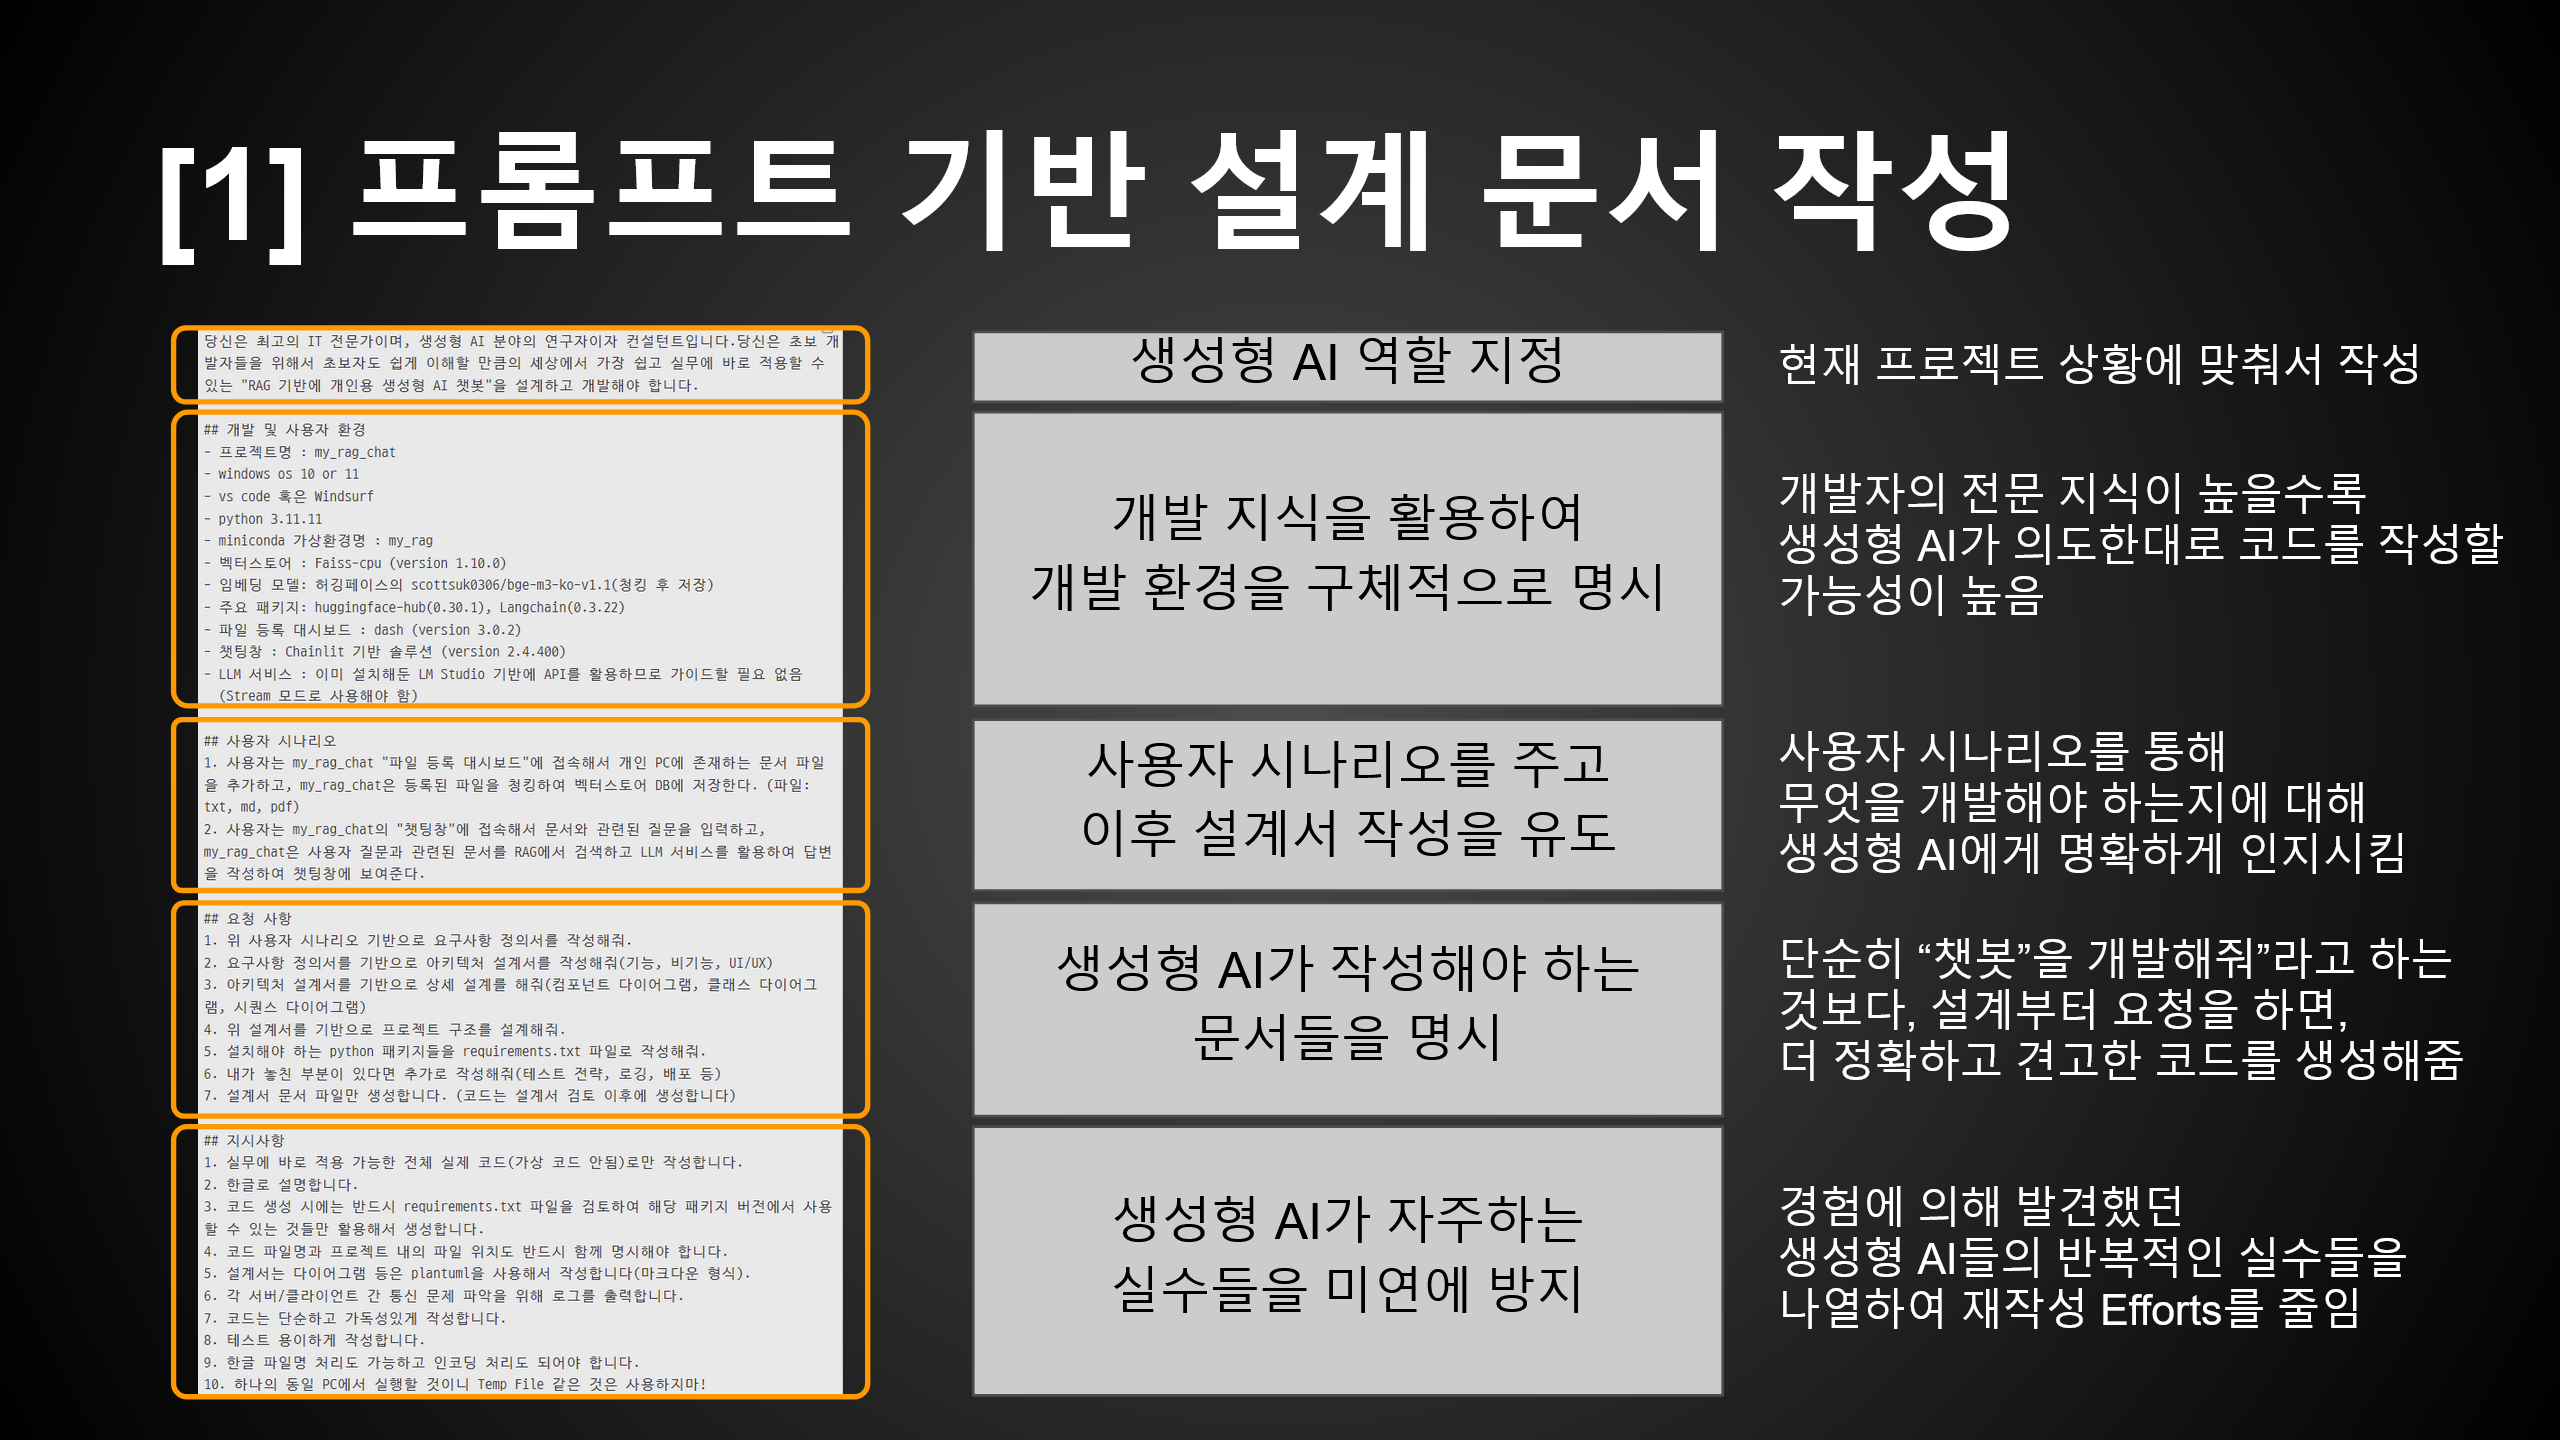 [1] 프롬프트 기반 설계 문서 작성
당신은 최고의 IT 전문가이며, 생성형 AI 분야의 연구자이자 컨설턴트입니다.당신은 초보 개
발자들을 위해서 초보자도 쉽게 이해할 만큼의 세상에서 가장 쉽고 실무에 바로 적용할 수
있는 "RAG 기반에 개인용 생성형 AI 챗봇"을 설계하고 개발해야 합니다.
생성형 AI 역할 지정
현재 프로젝트 상황에 맞춰서 작성
## 개발 및 사용자 환경
- 프로젝트명 : my_rag_chat
- windows os 10 or 11
- vs code 혹은 Windsurf
- python 3.11.11
- miniconda 가상환경명 : my_rag
- 벡터스토어 : Faiss-cpu (version 1.10.0)
- 임베딩 모델: 허깅페이스의 scottsuk0306/bge-m3-ko-v1.1(청킹 후 저장)
- 주요 패키지: huggingface-hub(0.30.1), Langchain(0.3.22)
- 파일 등록 대시보드 : dash (version 3.0.2)
- 챗팅창 : Chainlit 기반 솔루션 (version 2.4.400)
- LLM 서비스 : 이미 설치해둔 LM Studio 기반에 API를 활용하므로 가이드할 필요 없음
(Stream 모드로 사용해야 함)
개발 지식을 활용하여
개발 환경을 구체적으로 명시
개발자의 전문 지식이 높을수록
생성형 AI가 의도한대로 코드를 작성할
가능성이 높음
## 사용자 시나리오
1. 사용자는 my_rag_chat "파일 등록 대시보드"에 접속해서 개인 PC에 존재하는 문서 파일
을 추가하고, my_rag_chat은 등록된 파일을 청킹하여 벡터스토어 DB에 저장한다. (파일:
txt, md, pdf)
2. 사용자는 my_rag_chat의 "챗팅창"에 접속해서 문서와 관련된 질문을 입력하고,
my_rag_chat은 사용자 질문과 관련된 문서를 RAG에서 검색하고 LLM 서비스를 활용하여 답변
을 작성하여 챗팅창에 보여준다.
사용자 시나리오를 주고
이후 설계서 작성을 유도
사용자 시나리오를 통해
무엇을 개발해야 하는지에 대해
생성형 AI에게 명확하게 인지시킴
## 요청 사항
1. 위 사용자 시나리오 기반으로 요구사항 정의서를 작성해줘.
2. 요구사항 정의서를 기반으로 아키텍처 설계서를 작성해줘(기능, 비기능, UI/UX)
3. 아키텍처 설계서를 기반으로 상세 설계를 해줘(컴포넌트 다이어그램, 클래스 다이어그
램, 시퀀스 다이어그램)
4. 위 설계서를 기반으로 프로젝트 구조를 설계해줘.
5. 설치해야 하는 python 패키지들을 requirements.txt 파일로 작성해줘.
6. 내가 놓친 부분이 있다면 추가로 작성해줘(테스트 전략, 로깅, 배포 등)
7. 설계서 문서 파일만 생성합니다. (코드는 설계서 검토 이후에 생성합니다)
생성형 AI가 작성해야 하는
문서들을 명시
단순히 “챗봇”을 개발해줘”라고 하는
것보다, 설계부터 요청을 하면,
더 정확하고 견고한 코드를 생성해줌
## 지시사항
1. 실무에 바로 적용 가능한 전체 실제 코드(가상 코드 안됨)로만 작성합니다.
2. 한글로 설명합니다.
3. 코드 생성 시에는 반드시 requirements.txt 파일을 검토하여 해당 패키지 버전에서 사용
할 수 있는 것들만 활용해서 생성합니다.
4. 코드 파일명과 프로젝트 내의 파일 위치도 반드시 함께 명시해야 합니다.
5. 설계서는 다이어그램 등은 plantuml을 사용해서 작성합니다(마크다운 형식).
6. 각 서버/클라이언트 간 통신 문제 파악을 위해 로그를 출력합니다.
7. 코드는 단순하고 가독성있게 작성합니다.
8. 테스트 용이하게 작성합니다.
9. 한글 파일명 처리도 가능하고 인코딩 처리도 되어야 합니다.
10. 하나의 동일 PC에서 실행할 것이니 Temp File 같은 것은 사용하지마!
생성형 AI가 자주하는
실수들을 미연에 방지
경험에 의해 발견했던
생성형 AI들의 반복적인 실수들을
나열하여 재작성 Efforts를 줄임